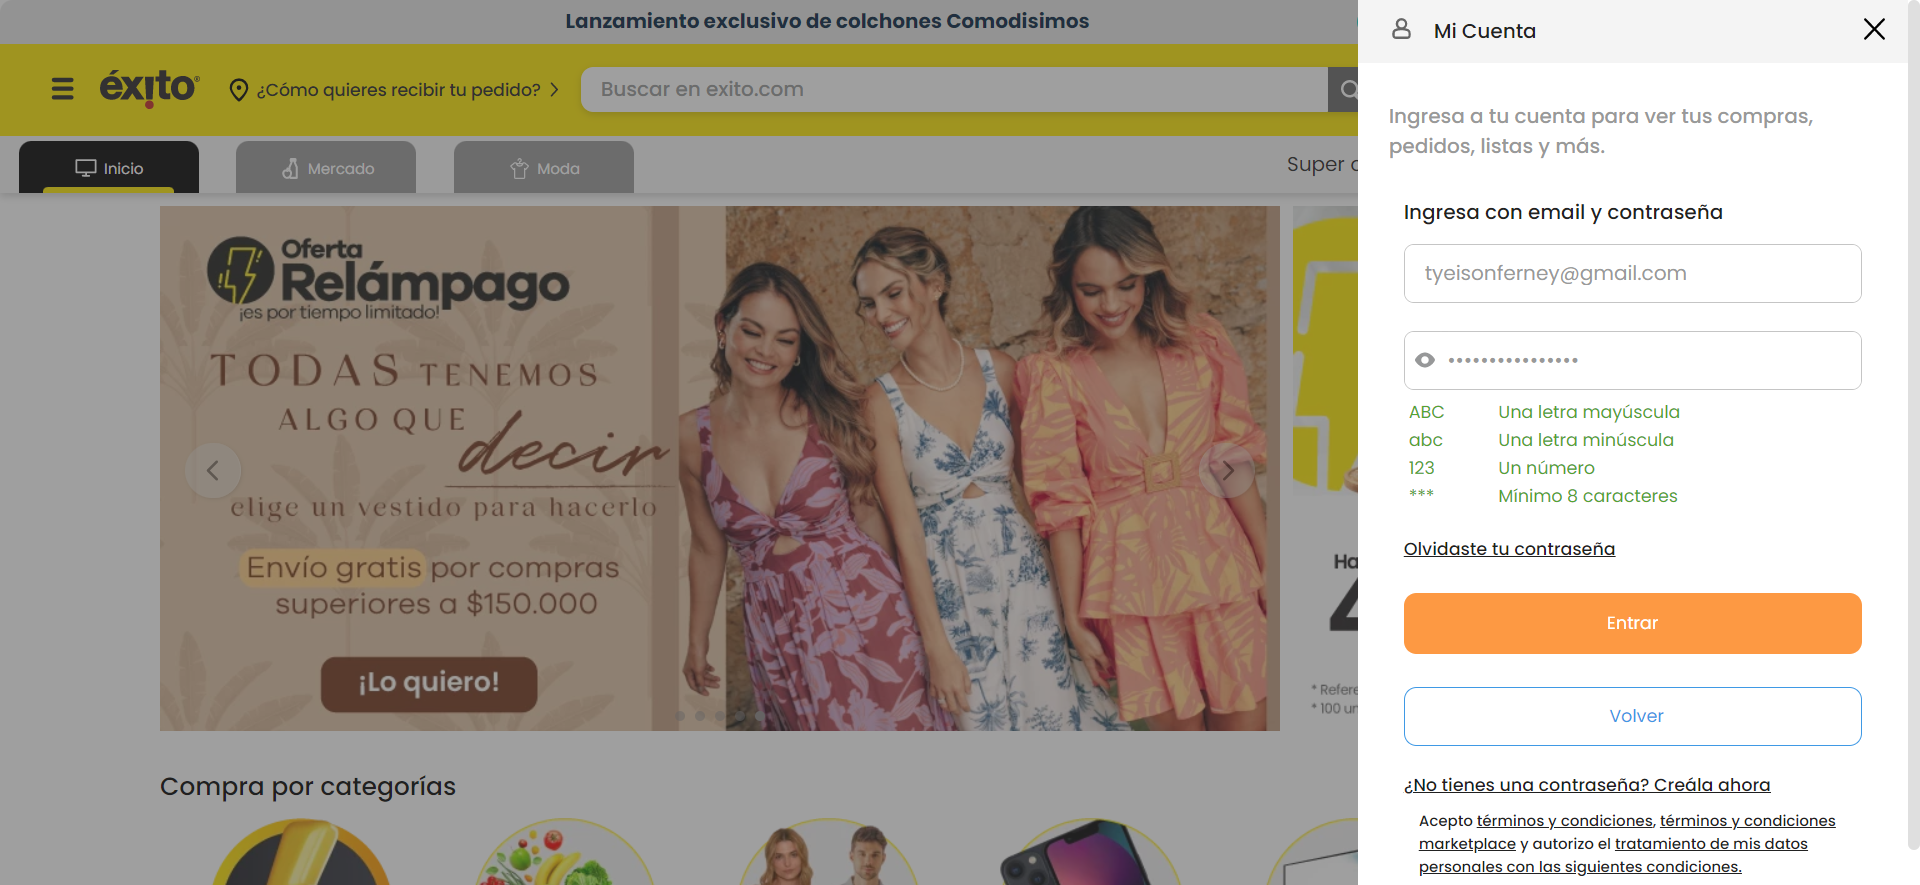 Lanzamiento exclusivo de colchones Comodisimos
éxito
¿Cómo quieres recibir tu pedido?
Buscar en exito.com
Inicio
Mercado
Moda
Super
Oferta
Relámpago
¡es por tiempo limitado!
TODAS TENEMOS
ALGO QUE
decir
elige un vestido para hacerlo
Envío gratis por compras
superiores a $150.000
¡Lo quiero!
Ha
4
* Refere
* 100 un
Compra por categorías
Mi Cuenta
Ingresa a tu cuenta para ver tus compras,
pedidos, listas y más.
Ingresa con email y contraseña
tyeisonferney@gmail.com
••••••••••••••••
ABC Una letra mayúscula
abc Una letra minúscula
123 Un número
*** Mínimo 8 caracteres
Olvidaste tu contraseña
Entrar
Volver
¿No tienes una contraseña? Creála ahora
Acepto términos y condiciones, términos y condiciones
marketplace y autorizo el tratamiento de mis datos
personales con las siguientes condiciones.